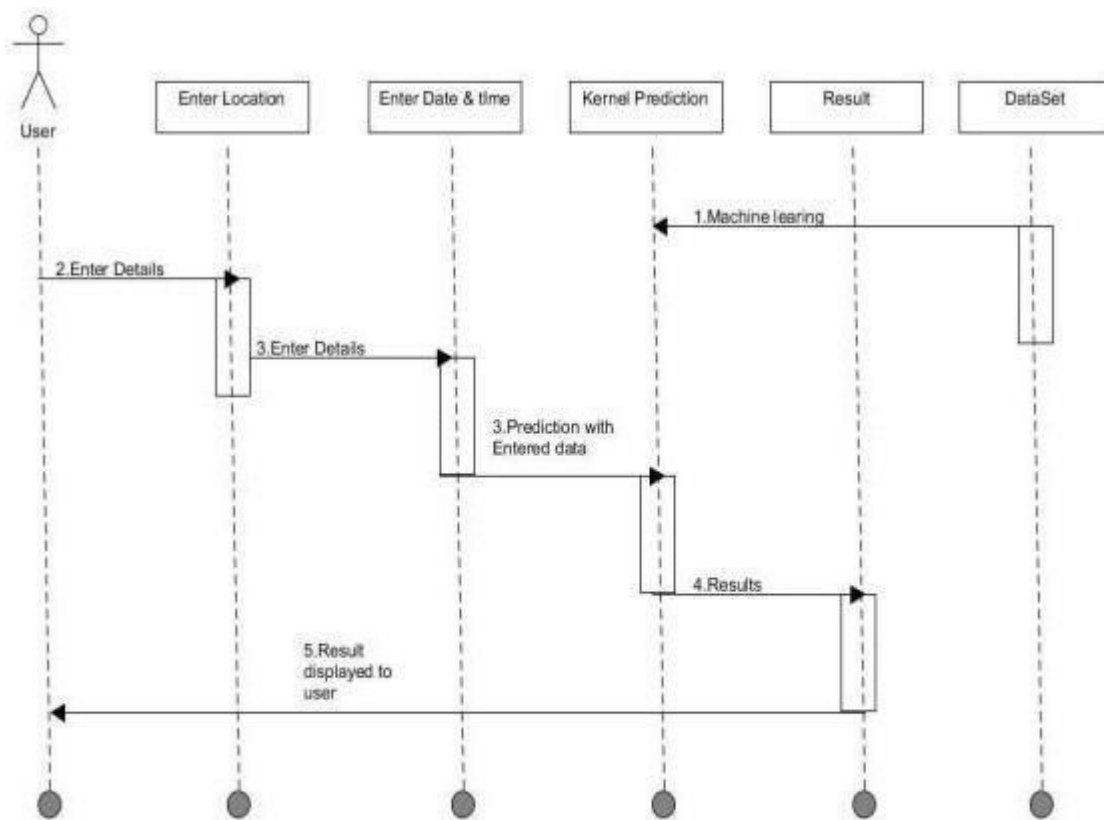 User
Enter Location
Enter Date & tIme
Kernel Prediction
Result
DataSet
1.Machine learing
2.Enter Details
3.Enter Details
3.Prediction with
Entered data
4.Results
5.Result
displayed to
user